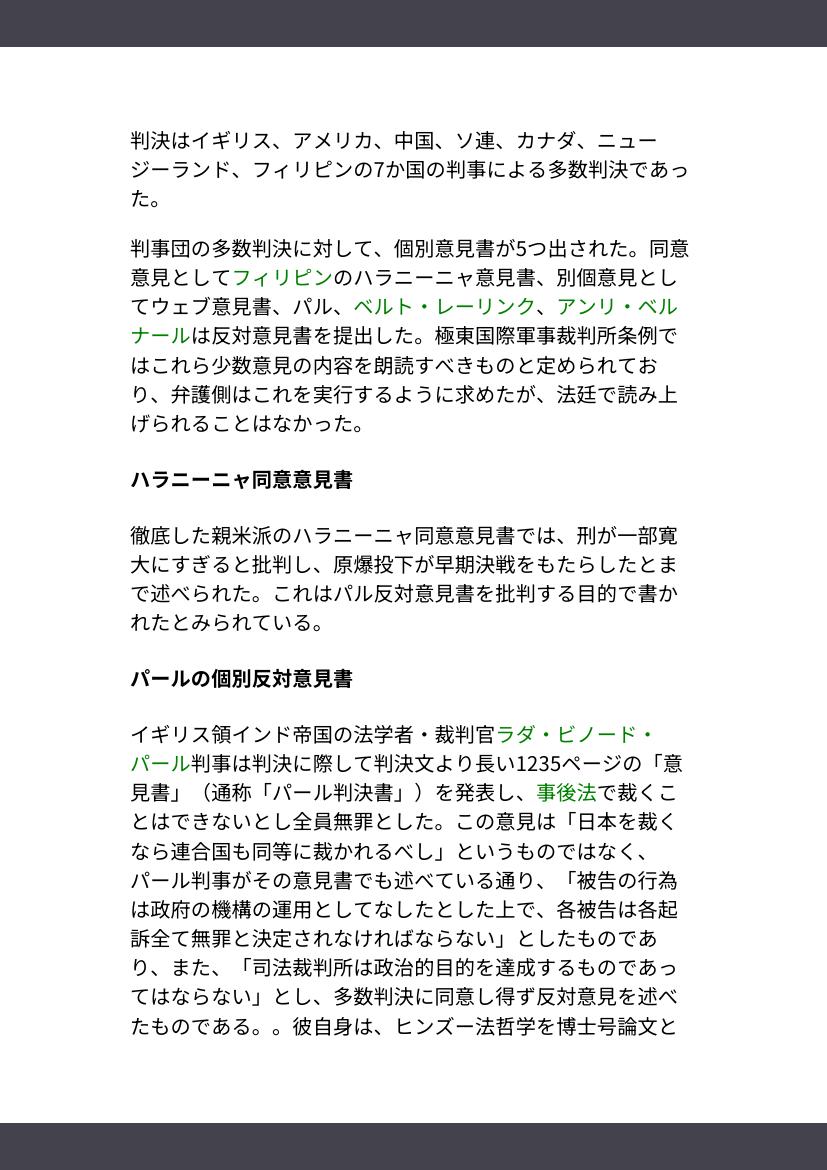 判決はイギリス、アメリカ、中国、ソ連、カナダ、ニュー
ジーランド、フィリピンの7か国の判事による多数判決であっ
た。
判事団の多数判決に対して、個別意見書が5つ出された。同意
意見としてフィリピンのハラニーニャ意見書、別個意見とし
てウェブ意見書、パル、ベルト・レーリンク、アンリ・ベル
ナールは反対意見書を提出した。極東国際軍事裁判所条例で
はこれら少数意見の内容を朗読すべきものと定められてお
り、弁護側はこれを実行するように求めたが、法廷で読み上
げられることはなかった。
ハラニーニャ同意意見書
徹底した親米派のハラニーニャ同意意見書では、刑が一部寛
大にすぎると批判し、原爆投下が早期決戦をもたらしたとま
で述べられた。これはパル反対意見書を批判する目的で書か
れたとみられている。
パールの個別反対意見書
イギリス領インド帝国の法学者・裁判官ラダ・ビノード・
パール判事は判決に際して判決文より長い1235ページの「意
見書」（通称「パール判決書」）を発表し、事後法で裁くこ
とはできないとし全員無罪とした。この意見は「日本を裁く
なら連合国も同等に裁かれるべし」というものではなく、
パール判事がその意見書でも述べている通り、「被告の行為
は政府の機構の運用としてなしたとした上で、各被告は各起
訴全て無罪と決定されなければならない」としたものであ
り、また、「司法裁判所は政治的目的を達成するものであっ
てはならない」とし、多数判決に同意し得ず反対意見を述べ
たものである。。彼自身は、ヒンズー法哲学を博士号論文と